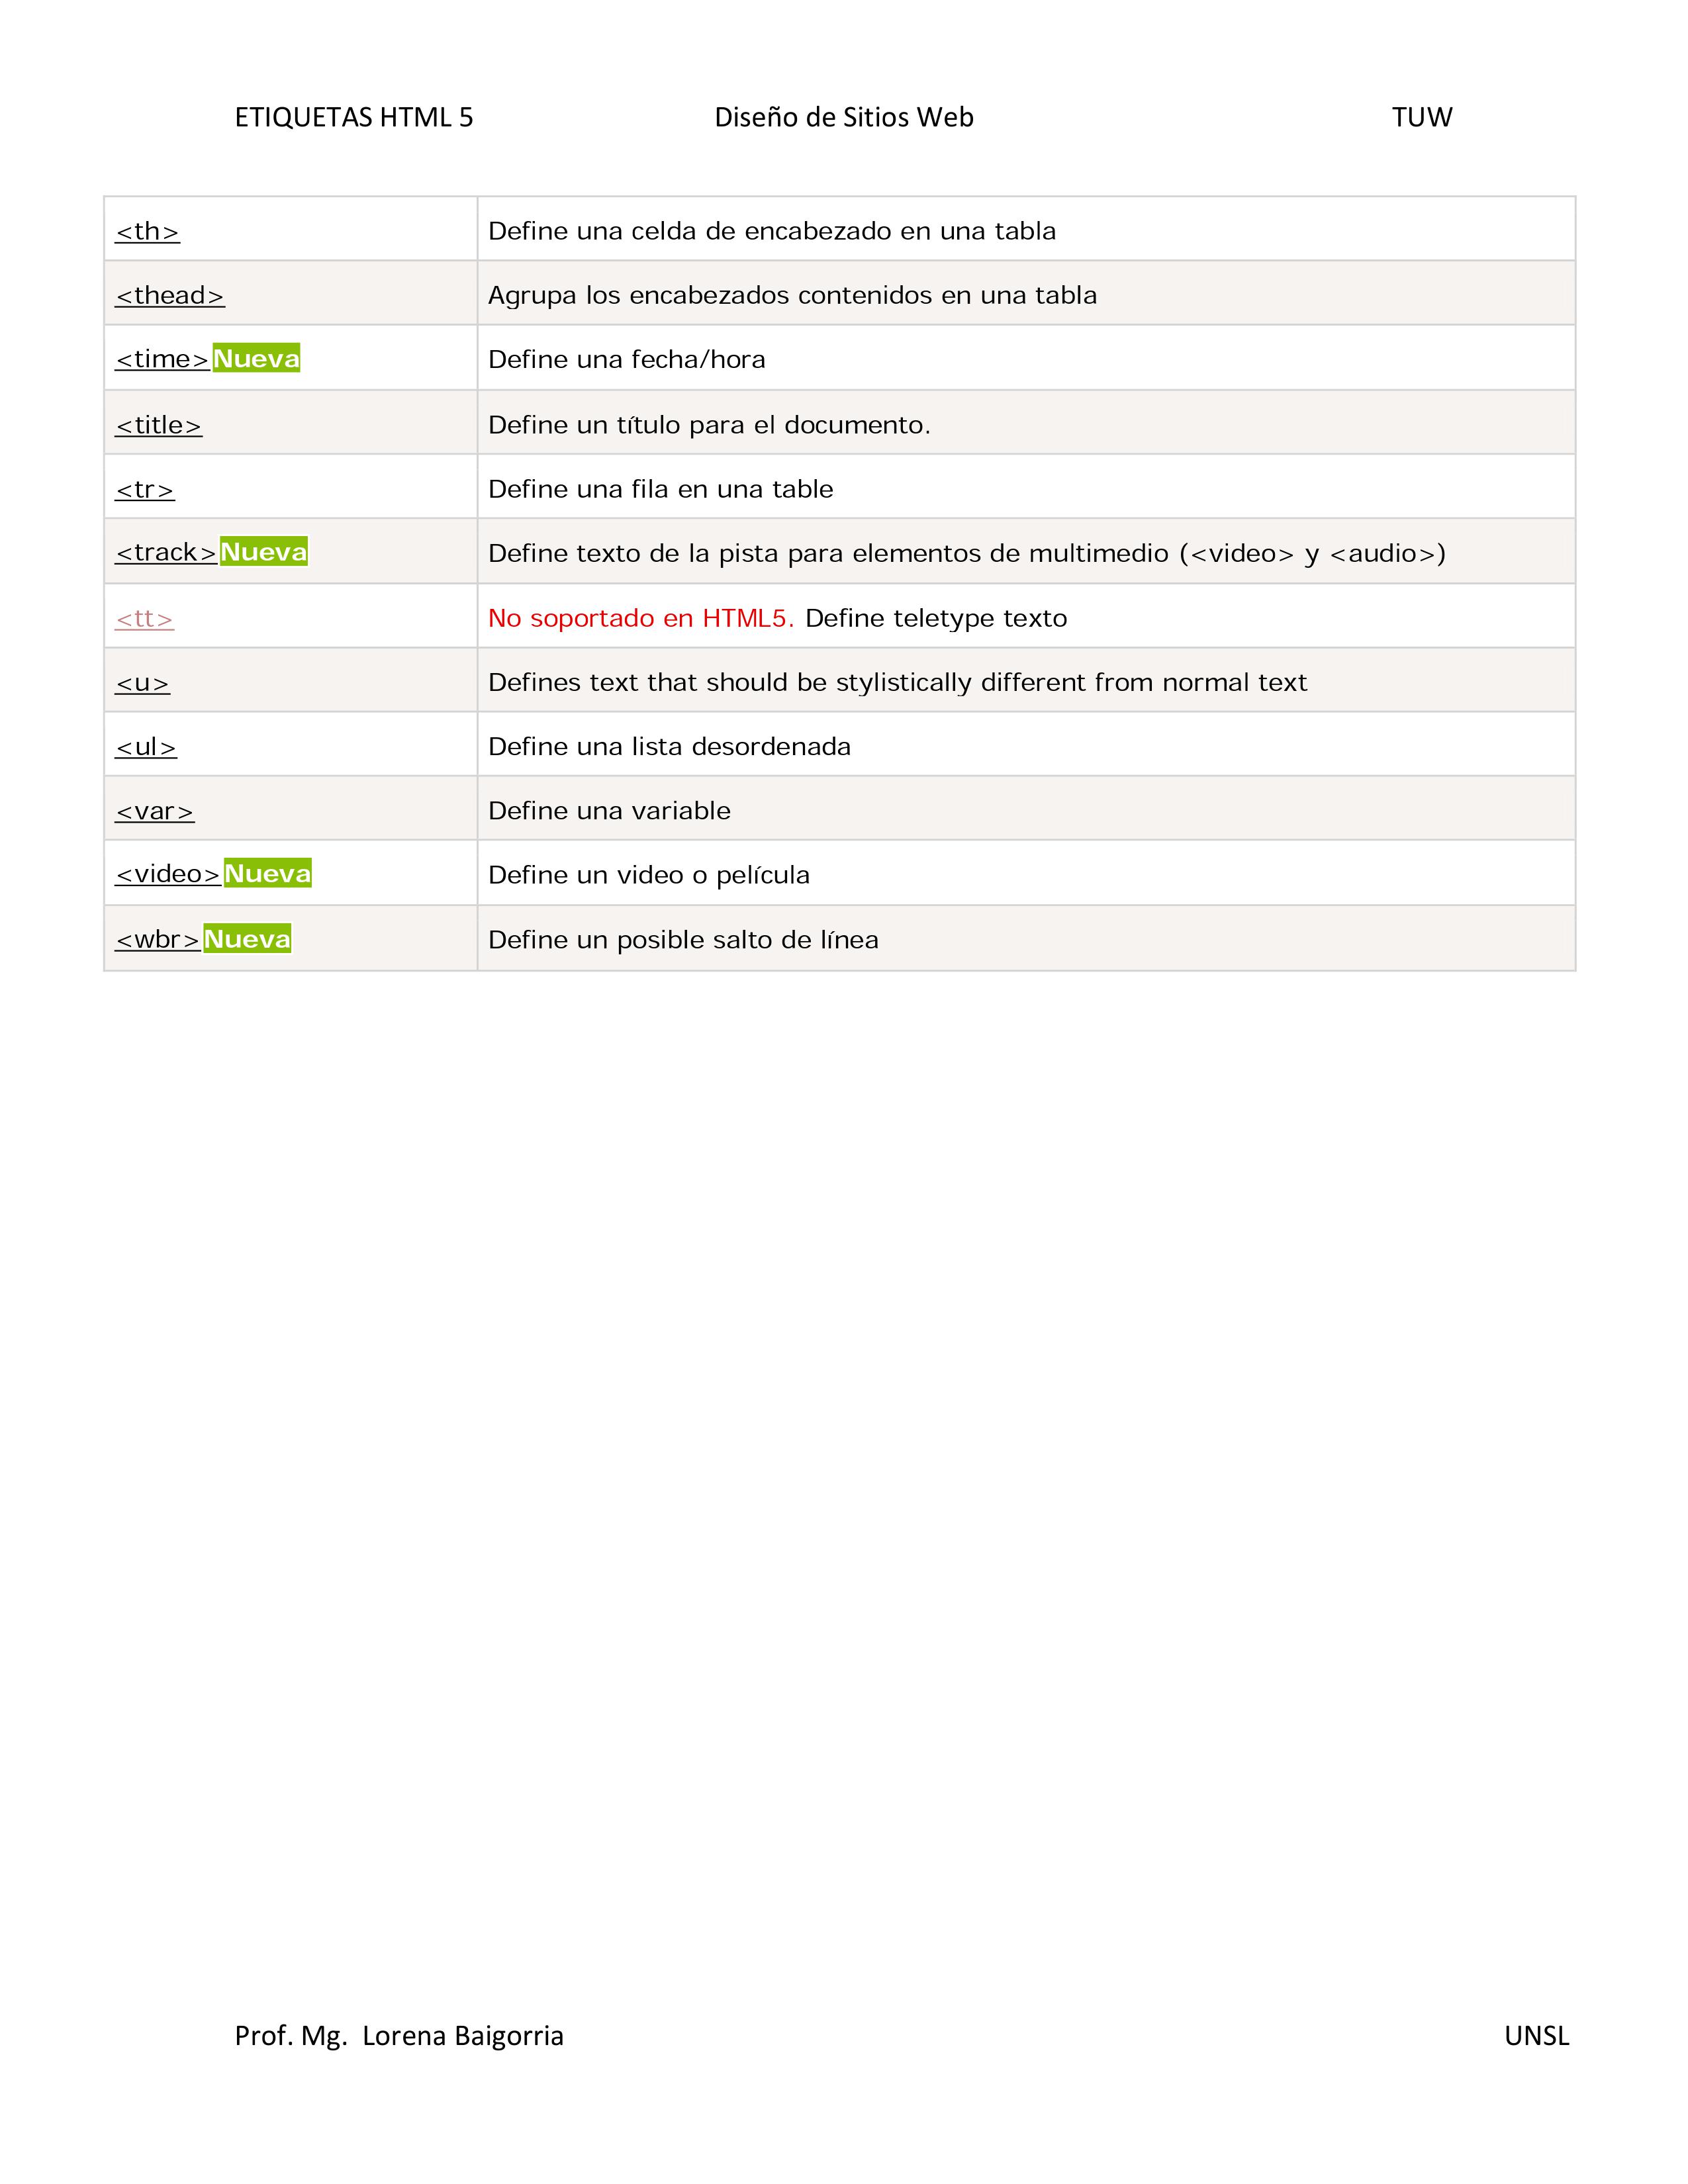 ETIQUETAS HTML 5 Diseño de Sitios Web TUW
<th> Define una celda de encabezado en una tabla
<thead> Agrupa los encabezados contenidos en una tabla
<time>Nueva Define una fecha/hora
<title> Define un título para el documento.
<tr> Define una fila en una table
<track>Nueva Define texto de la pista para elementos de multimedio (<video> y <audio>)
<tt> No soportado en HTML5. Define teletype texto
<u> Defines text that should be stylistically different from normal text
<ul> Define una lista desordenada
<var> Define una variable
<video>Nueva Define un video o película
<wbr>Nueva Define un posible salto de línea
Prof. Mg. Lorena Baigorria UNSL